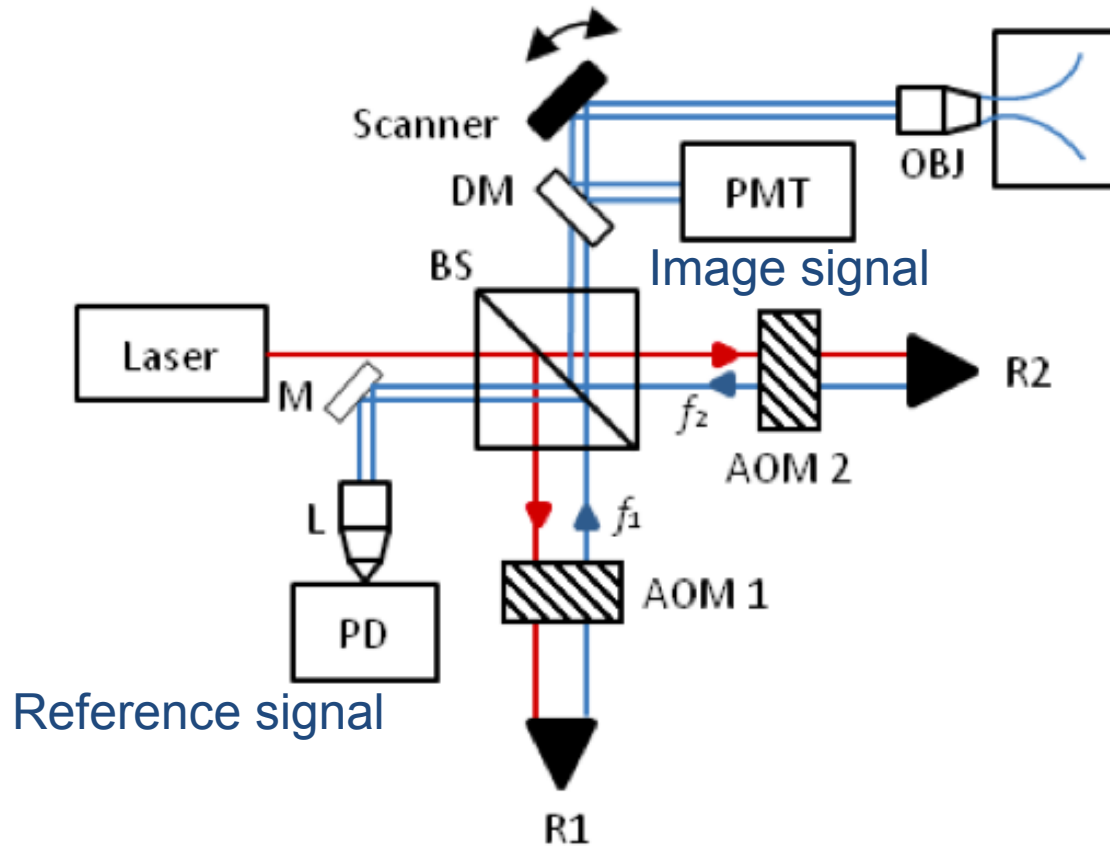 Scanner
OBJ
DM
PMT
BS
Image signal
Laser
R2
M
f2
AOM 2
L
f1
AOM 1
PD
Reference signal
R1